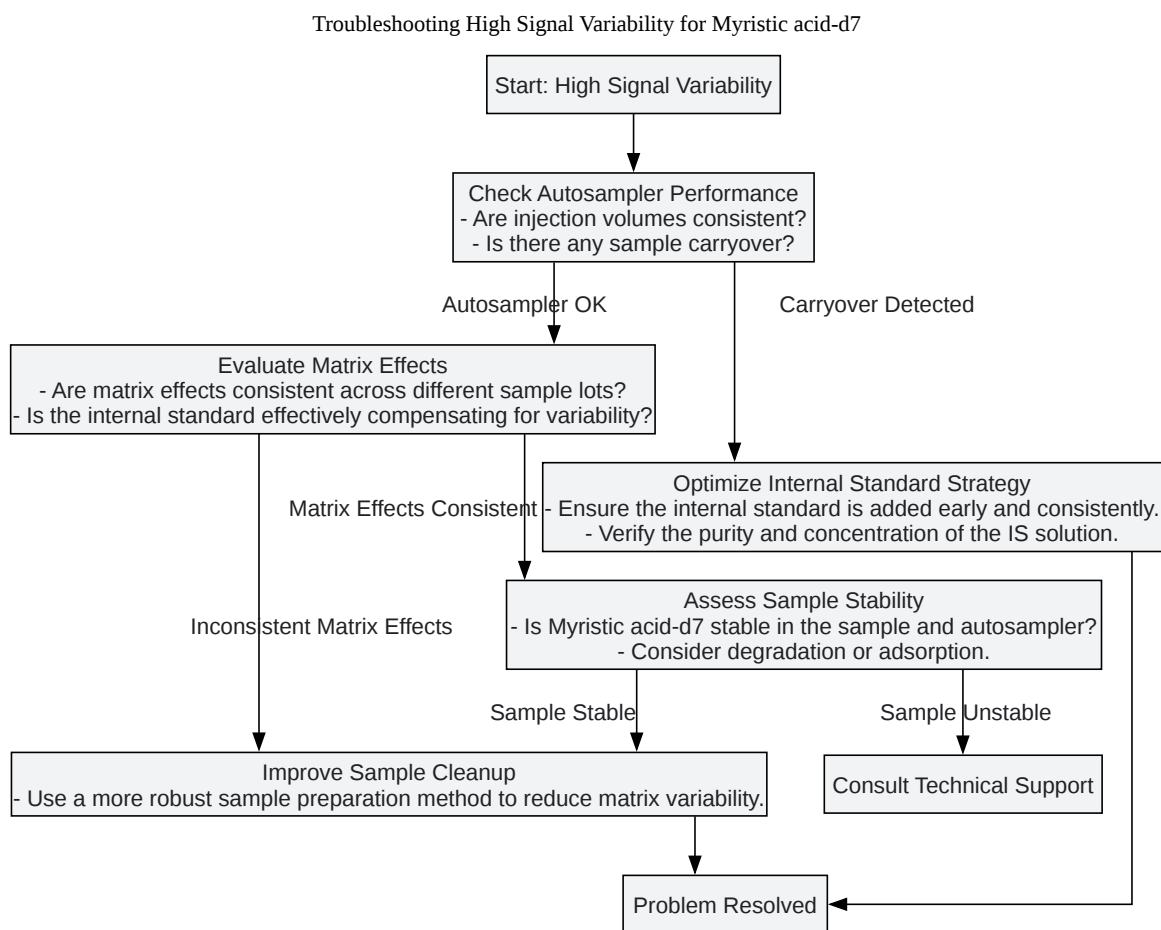 Troubleshooting High Signal Variability for Myristic acid-d7
Start: High Signal Variability
Check Autosampler Performance
- Are injection volumes consistent?
- Is there any sample carryover?
Autosampler OK
Carryover Detected
Evaluate Matrix Effects
- Are matrix effects consistent across different sample lots?
- Is the internal standard effectively compensating for variability?
Optimize Internal Standard Strategy
- Ensure the internal standard is added early and consistently.
- Verify the purity and concentration of the IS solution.
Matrix Effects Consistent
Assess Sample Stability
- Is Myristic acid-d7 stable in the sample and autosampler?
- Consider degradation or adsorption.
Inconsistent Matrix Effects
Sample Stable
Sample Unstable
Improve Sample Cleanup
- Use a more robust sample preparation method to reduce matrix variability.
Consult Technical Support
Problem Resolved